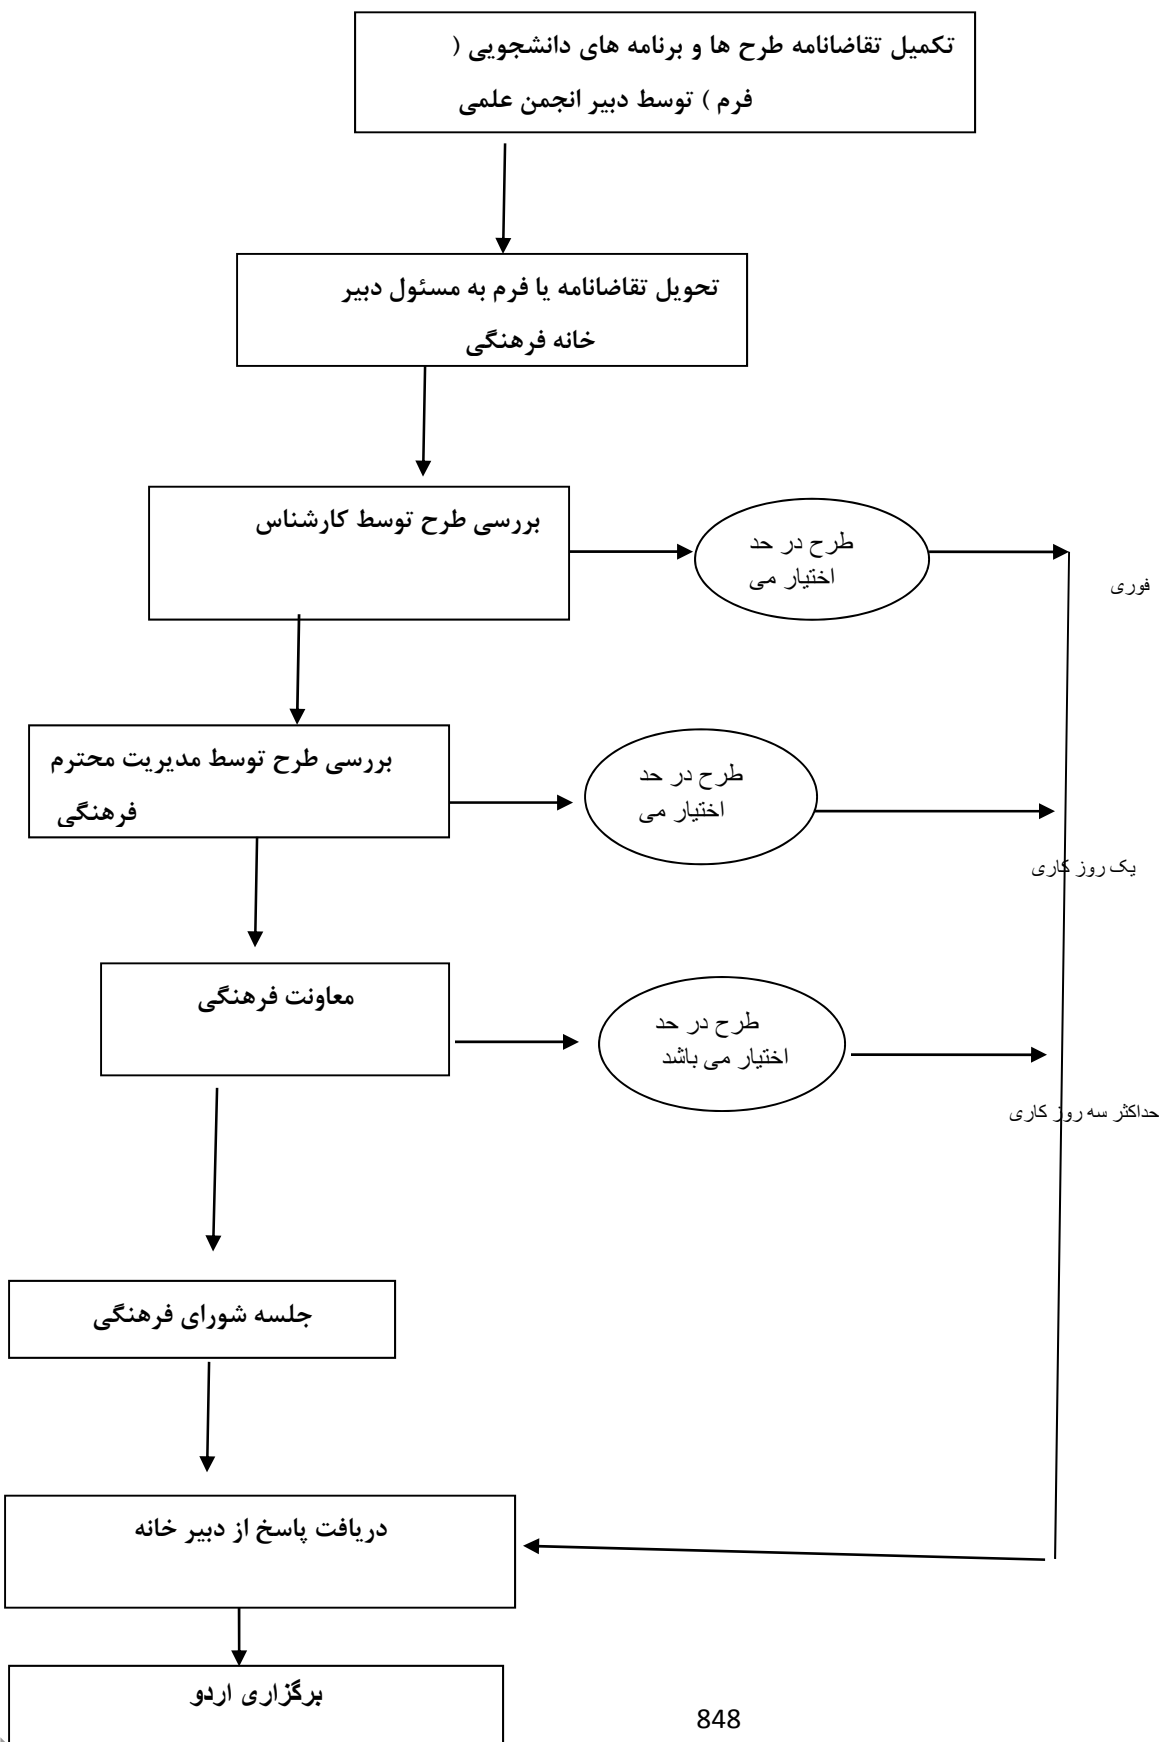 تکمیل تقاضانامه طرح ها و برنامه های دانشجویی (
فرم ) توسط دبیر انجمن علمی
تحویل تقاضانامه یا فرم به مسئول دبیر
خانه فرهنگی
بررسی طرح توسط کارشناس
طرح در حد
اختیار می
فوری
بررسی طرح توسط مدیریت محترم
فرهنگی
طرح در حد
اختیار می
یک روز کاری
معاونت فرهنگی
طرح در حد
اختیار می باشد
حداکثر سه روز کاری
جلسه شورای فرهنگی
دریافت پاسخ از دبیر خانه
برگزاری اردو
848